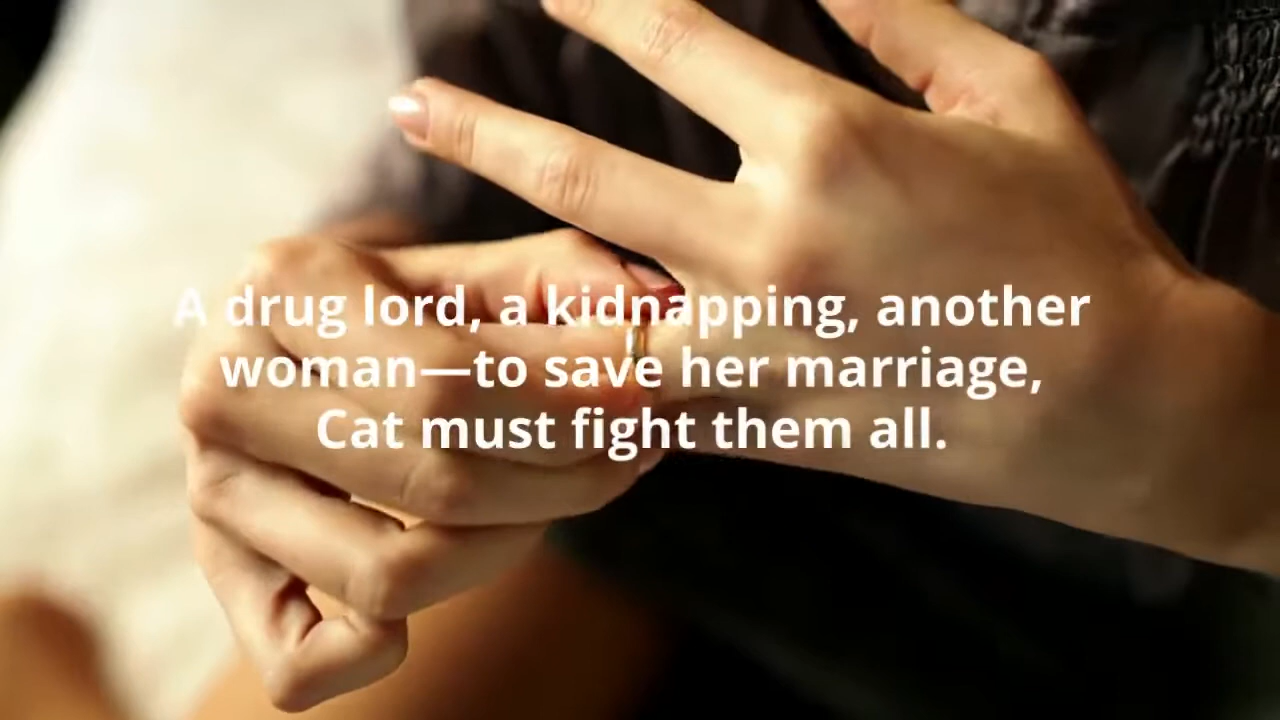 A drug lord, a kidnapping, another
woman—to save her marriage,
Cat must fight them all.